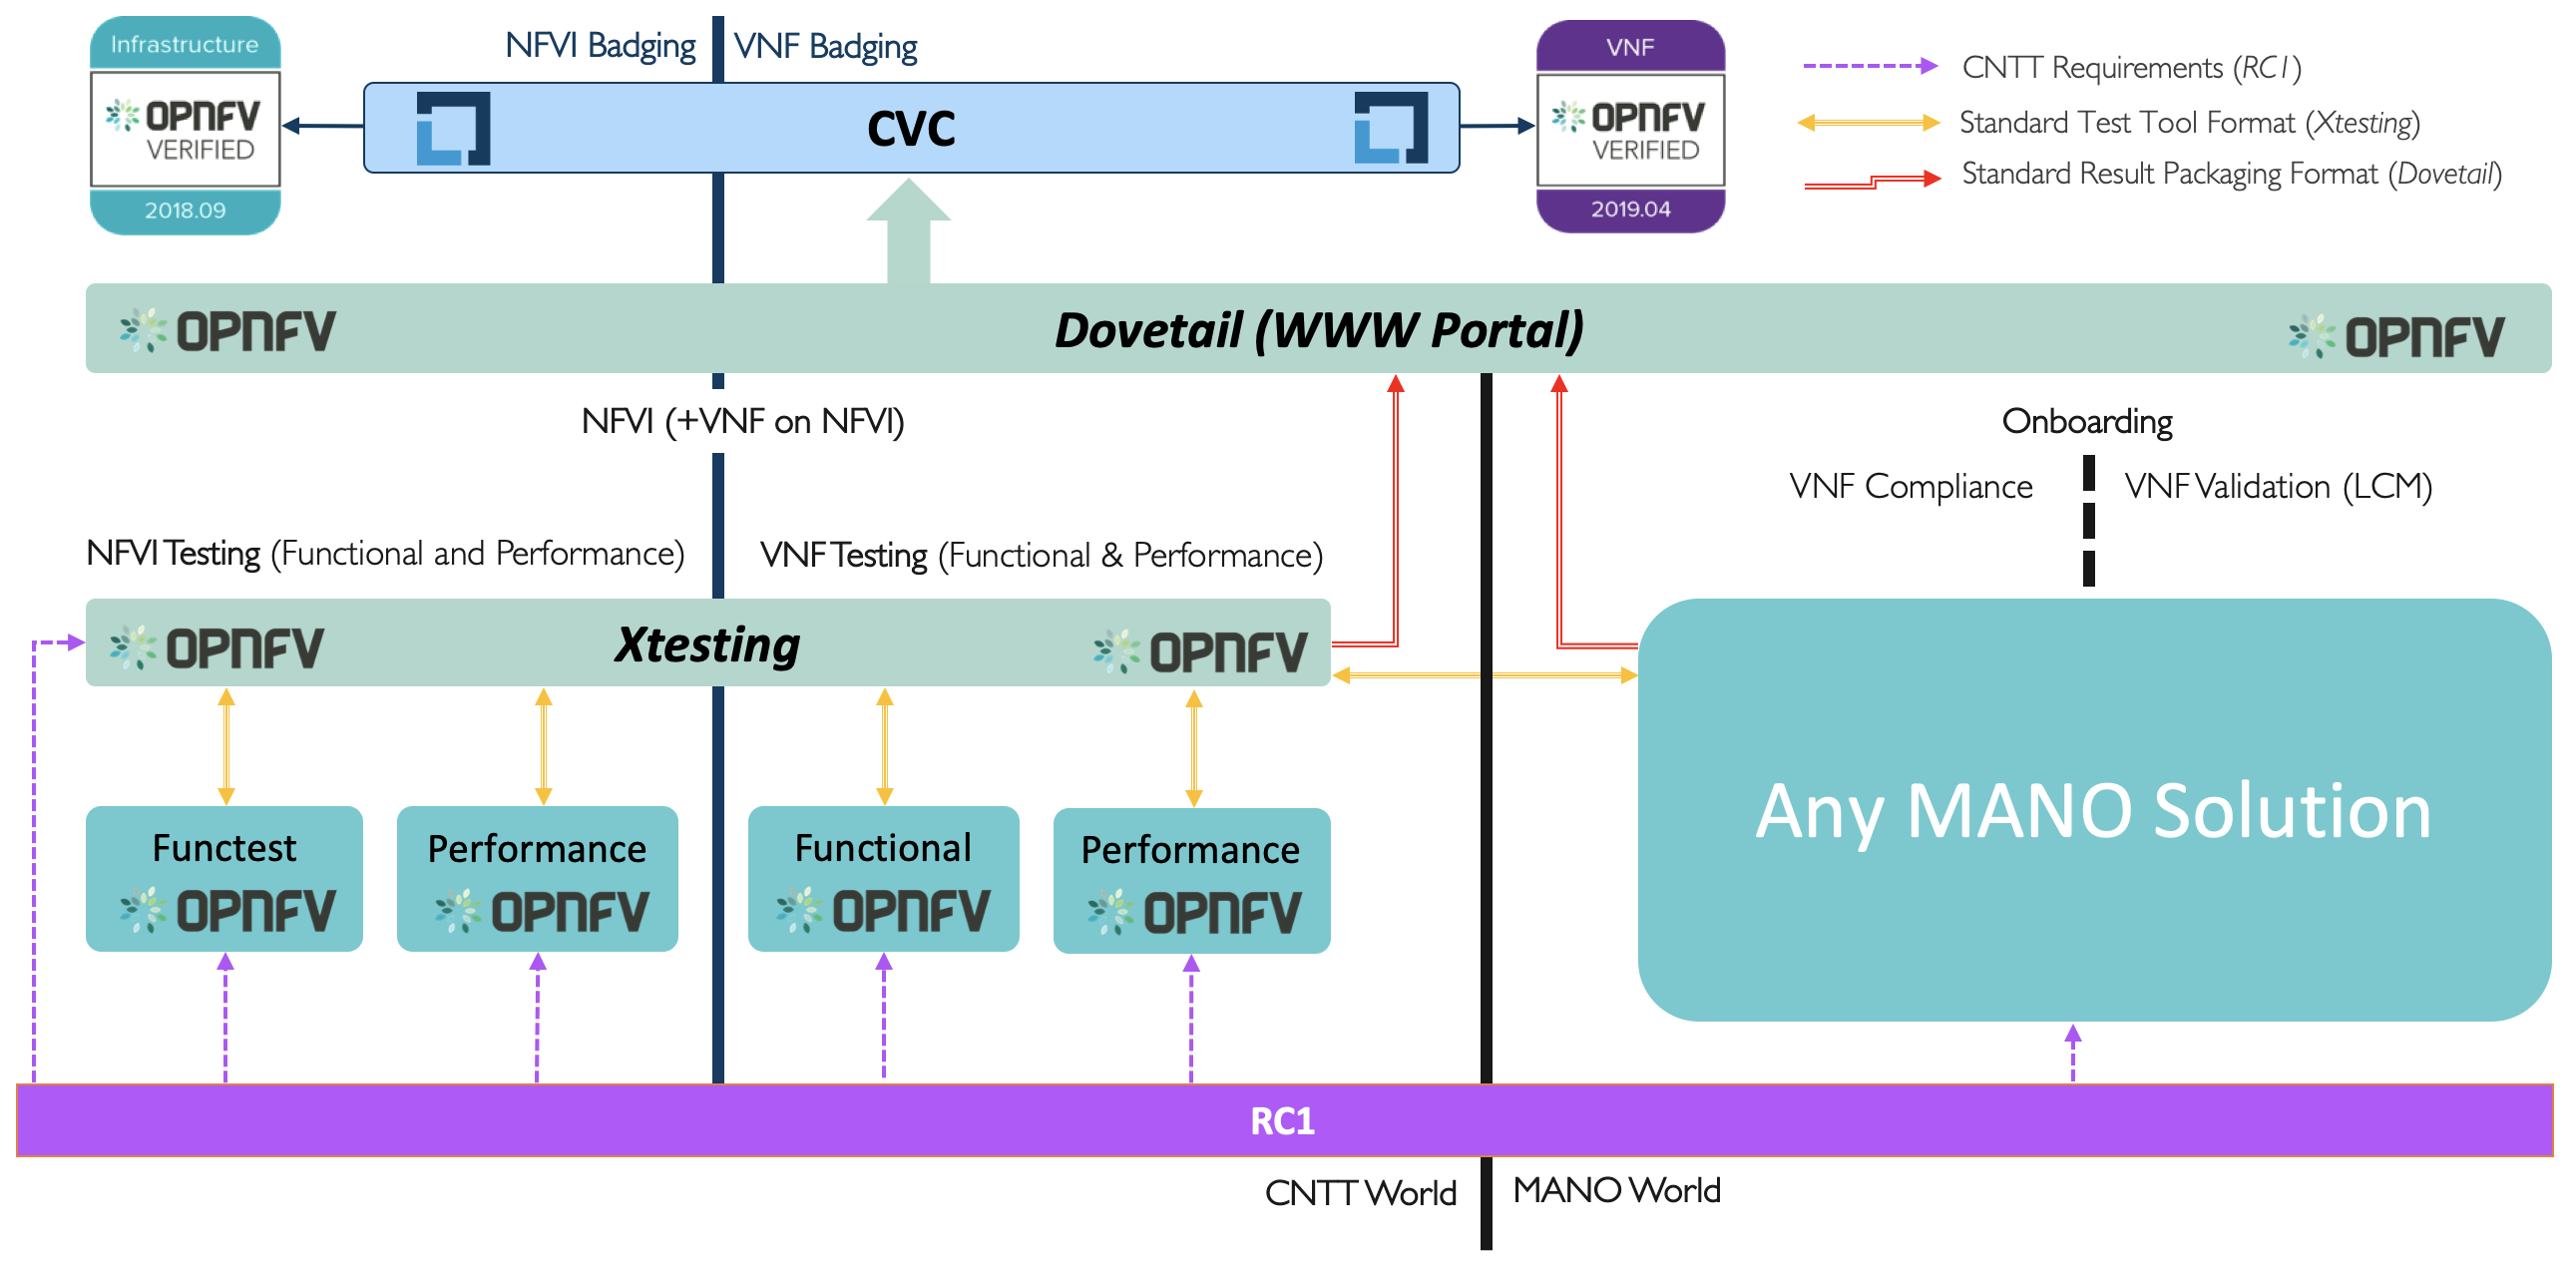 Infrastructure
OPNFV
VERIFIED
2018.09
NFVI Badging
VNF Badging
CVC
VNF
OPNFV
VERIFIED
2019.04
CNTT Requirements (RC1)
Standard Test Tool Format (Xtesting)
Standard Result Packaging Format (Dovetail)
OPNFV
Dovetail (WWW Portal)
OPNFV
NFVI (+VNF on NFVI)
Onboarding
VNF Compliance
VNF Validation (LCM)
NFVI Testing (Functional and Performance)
VNF Testing (Functional & Performance)
OPNFV
Xtesting
OPNFV
Functest
OPNFV
Performance
OPNFV
Functional
OPNFV
Performance
OPNFV
Any MANO Solution
RC1
CNTT World
MANO World